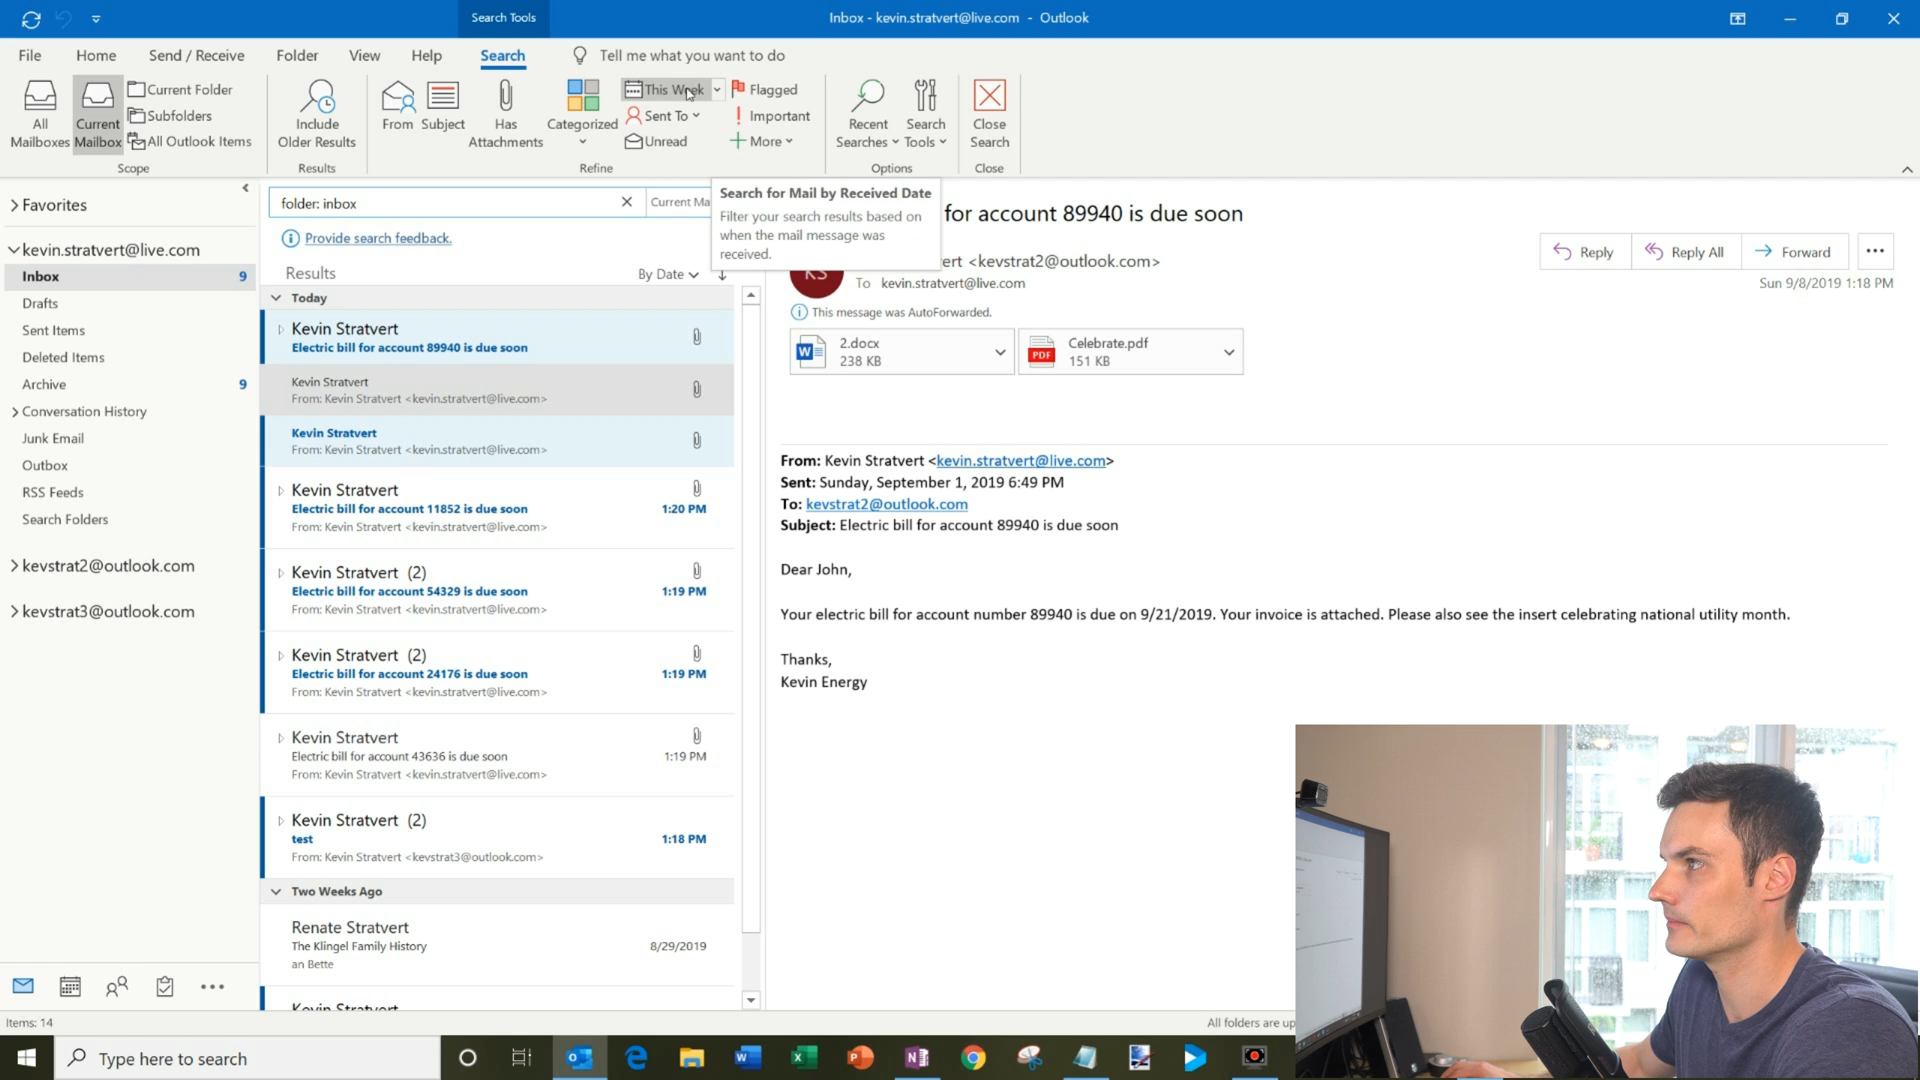 Search Tools
Inbox - kevin.stratvert@live.com - Outlook
File Home Send / Receive Folder View Help Search Tell me what you want to do
All Mailboxes
Current Mailbox
Current Folder
Subfolders
All Outlook Items
Scope
Include Older Results
Results
From
Subject
Has Attachments
Categorized
This Week
Sent To
Unread
Flagged
Important
More
Refine
Recent Searches
Search Tools
Options
Close Search
Close
Favorites
kevin.stratvert@live.com
Inbox 9
Drafts
Sent Items
Deleted Items
Archive 9
Conversation History
Junk Email
Outbox
RSS Feeds
Search Folders
kevstrat2@outlook.com
kevstrat3@outlook.com
Items: 14
folder: inbox
Current Ma
Provide search feedback.
Results By Date
Today
Kevin Stratvert
Electric bill for account 89940 is due soon
Kevin Stratvert
From: Kevin Stratvert <kevin.stratvert@live.com>
Kevin Stratvert
From: Kevin Stratvert <kevin.stratvert@live.com>
Kevin Stratvert
Electric bill for account 11852 is due soon 1:20 PM
From: Kevin Stratvert <kevin.stratvert@live.com>
Kevin Stratvert (2)
Electric bill for account 54329 is due soon 1:19 PM
From: Kevin Stratvert <kevin.stratvert@live.com>
Kevin Stratvert (2)
Electric bill for account 24176 is due soon 1:19 PM
From: Kevin Stratvert <kevin.stratvert@live.com>
Kevin Stratvert
Electric bill for account 43636 is due soon 1:19 PM
From: Kevin Stratvert <kevin.stratvert@live.com>
Kevin Stratvert (2)
test 1:18 PM
From: Kevin Stratvert <kevstrat3@outlook.com>
Two Weeks Ago
Renate Stratvert
The Klingel Family History 8/29/2019
an Bette
Kevin Stratvert
Search for Mail by Received Date
Filter your search results based on
when the mail message was
received.
for account 89940 is due soon
KS
ert <kevstrat2@outlook.com>
To kevin.stratvert@live.com
Reply Reply All Forward
Sun 9/8/2019 1:18 PM
This message was AutoForwarded.
2.docx
238 KB
PDF
Celebrate.pdf
151 KB
From: Kevin Stratvert <kevin.stratvert@live.com>
Sent: Sunday, September 1, 2019 6:49 PM
To: kevstrat2@outlook.com
Subject: Electric bill for account 89940 is due soon
Dear John,
Your electric bill for account number 89940 is due on 9/21/2019. Your invoice is attached. Please also see the insert celebrating national utility month.
Thanks,
Kevin Energy
All folders are up
Type here to search